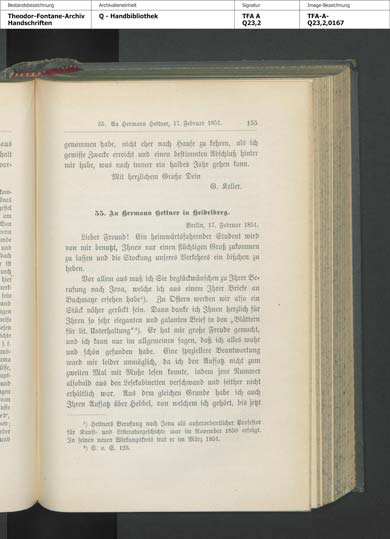 Bestandsbezeichnung
Theodor-Fontane-Archiv
Handschriften
Archivalieneinheit
Q - Handbibliothek
Signatur
TFA A
Q23,2
Image-Bezeichnung
TFA-A-
Q23,2,0167
55. An Hermann Hettner, 17. Februar 1851. 155
genommen habe, nicht eher nach Hause zu kehren, als ich
gewisse Zwecke erreicht und einen bestimmten Abschluß hinter
mir habe, was noch immer ein halbes Jahr gehen kann.
Mit herzlichem Gruße Dein
G. Keller.
55. An Hermann Hettner in Heidelberg.
Berlin, 17. Februar 1851.
Lieber Freund! Ein heimwärtsfahrender Student wird
von mir benutzt, Ihnen nur einen flüchtigen Gruß zukommen
zu lassen und die Stockung unseres Verkehres ein bißchen zu
heben.
Vor allem aus muß ich Sie beglückwünschen zu Ihrer Be-
rufung nach Jena, welche ich aus einem Ihrer Briefe an
Bachmayr ersehen habe¹). Zu Ostern werden wir also ein
Stück näher gerückt sein. Dann danke ich Ihnen herzlich für
Ihren so sehr eleganten und galanten Brief in den „Blättern
für lit. Unterhaltung“²). Er hat mir große Freude gemacht,
und ich kann nur im allgemeinen sagen, daß ich alles wahr
und schön gefunden habe. Eine speziellere Beantwortung
ward mir leider unmöglich, da ich den Aufsatz nicht zum
zweiten Mal mit Muße lesen konnte, indem jene Nummer
alsobald aus den Lesekabinetten verschwand und seither nicht
erhältlich war. Aus dem gleichen Grunde habe ich auch
Ihren Aufsatz über Hebbel, von welchem ich gehört, bis jetzt
¹) Hettners Berufung nach Jena als außerordentlicher Professor
für Kunst- und Literaturgeschichte war im November 1850 erfolgt.
In seinen neuen Wirkungskreis trat er im März 1851.
²) S. o. S. 123.